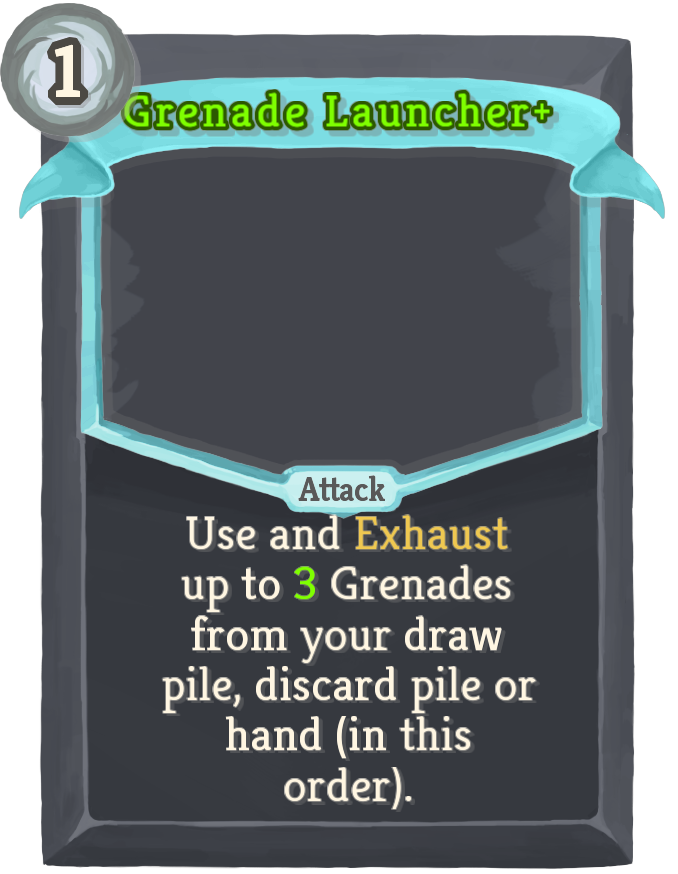 1
Grenade Launcher+
Attack
Use and Exhaust
up to 3 Grenades
from your draw
pile, discard pile or
hand (in this
order).